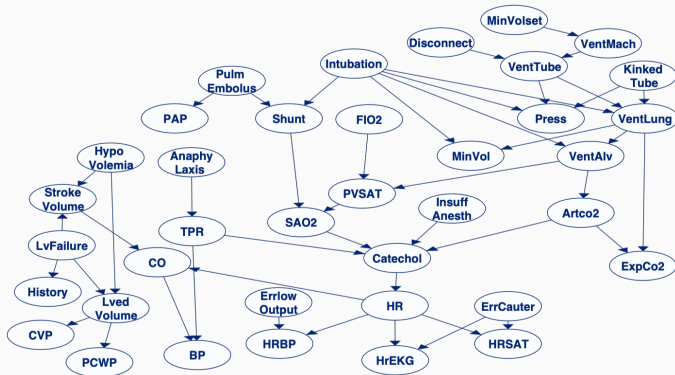 MinVolset
Disconnect
VentMach
Intubation
VentTube
Kinked
Tube
Pulm
Embolus
PAP
Shunt
FIO2
Press
VentLung
Hypo
Volemia
Anaphy
Laxis
MinVol
VentAlv
Stroke
Volume
PVSAT
Insuff
Anesth
Artco2
SAO2
TPR
LvFailure
CO
Catechol
ExpCo2
History
Lved
Volume
Errlow
Output
HR
ErrCauter
CVP
PCWP
BP
HRBP
HrEKG
HRSAT